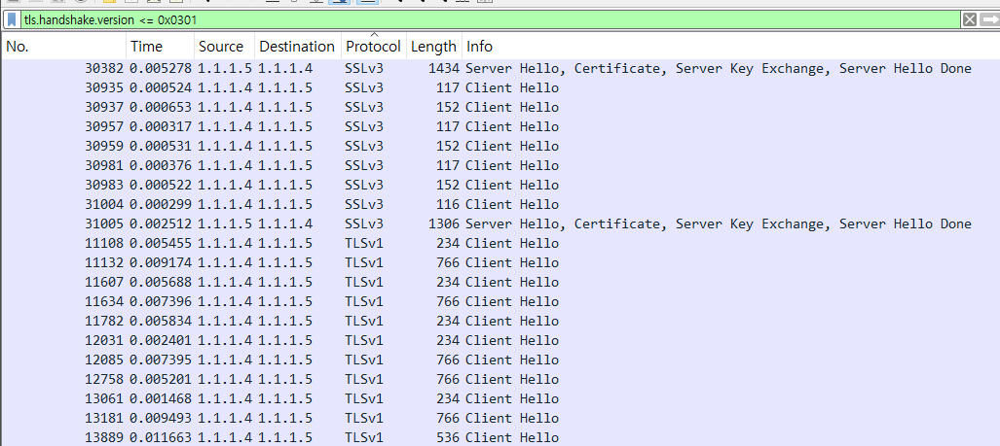 tls.handshake.version <= 0x0301
No. Time Source Destination Protocol Length Info
30382 0.005278 1.1.1.5 1.1.1.4 SSLv3 1434 Server Hello, Certificate, Server Key Exchange, Server Hello Done
30935 0.000524 1.1.1.4 1.1.1.5 SSLv3 117 Client Hello
30937 0.000653 1.1.1.4 1.1.1.5 SSLv3 152 Client Hello
30957 0.000317 1.1.1.4 1.1.1.5 SSLv3 117 Client Hello
30959 0.000531 1.1.1.4 1.1.1.5 SSLv3 152 Client Hello
30981 0.000376 1.1.1.4 1.1.1.5 SSLv3 117 Client Hello
30983 0.000522 1.1.1.4 1.1.1.5 SSLv3 152 Client Hello
31004 0.000299 1.1.1.4 1.1.1.5 SSLv3 116 Client Hello
31005 0.002512 1.1.1.5 1.1.1.4 SSLv3 1306 Server Hello, Certificate, Server Key Exchange, Server Hello Done
11108 0.005455 1.1.1.4 1.1.1.5 TLSv1 234 Client Hello
11132 0.009174 1.1.1.4 1.1.1.5 TLSv1 766 Client Hello
11607 0.005688 1.1.1.4 1.1.1.5 TLSv1 234 Client Hello
11634 0.007396 1.1.1.4 1.1.1.5 TLSv1 766 Client Hello
11782 0.005834 1.1.1.4 1.1.1.5 TLSv1 234 Client Hello
12031 0.002401 1.1.1.4 1.1.1.5 TLSv1 234 Client Hello
12085 0.007395 1.1.1.4 1.1.1.5 TLSv1 766 Client Hello
12758 0.005201 1.1.1.4 1.1.1.5 TLSv1 766 Client Hello
13061 0.001468 1.1.1.4 1.1.1.5 TLSv1 234 Client Hello
13181 0.009493 1.1.1.4 1.1.1.5 TLSv1 766 Client Hello
13889 0.011663 1.1.1.4 1.1.1.5 TLSv1 536 Client Hello